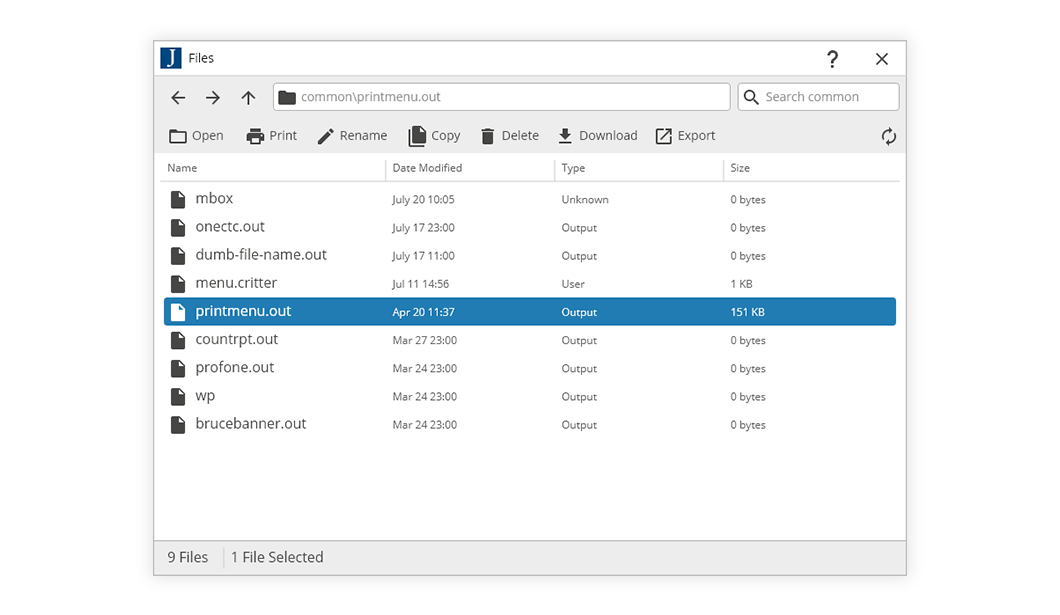 J Files ?
common\printmenu.out Search common
Open Print Rename Copy Delete Download Export
Name Date Modified Type Size
mbox July 20 10:05 Unknown 0 bytes
onectc.out July 17 23:00 Output 0 bytes
dumb-file-name.out July 17 11:00 Output 0 bytes
menu.critter Jul 11 14:56 User 1 KB
printmenu.out Apr 20 11:37 Output 151 KB
countrpt.out Mar 27 23:00 Output 0 bytes
profone.out Mar 24 23:00 Output 0 bytes
wp Mar 24 23:00 Output 0 bytes
brucebanner.out Mar 24 23:00 Output 0 bytes
9 Files 1 File Selected